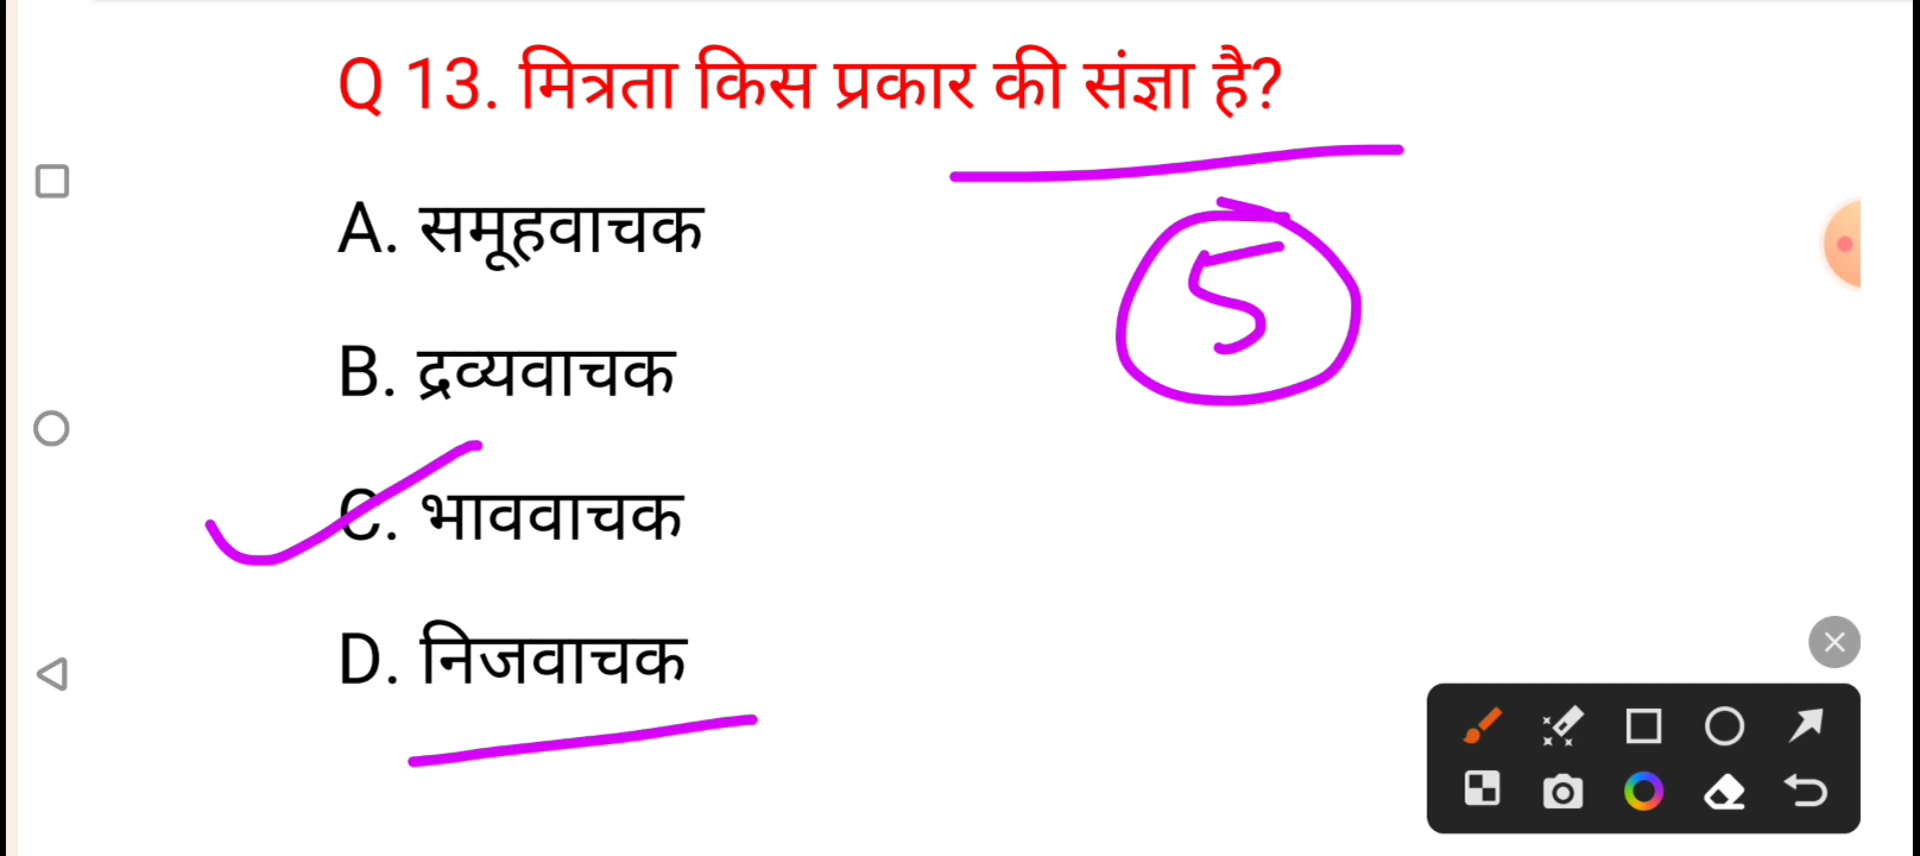 Q 13. मित्रता किस प्रकार की संज्ञा है?
5
A. समूहवाचक
B. द्रव्यवाचक
C. भाववाचक
D. निजवाचक